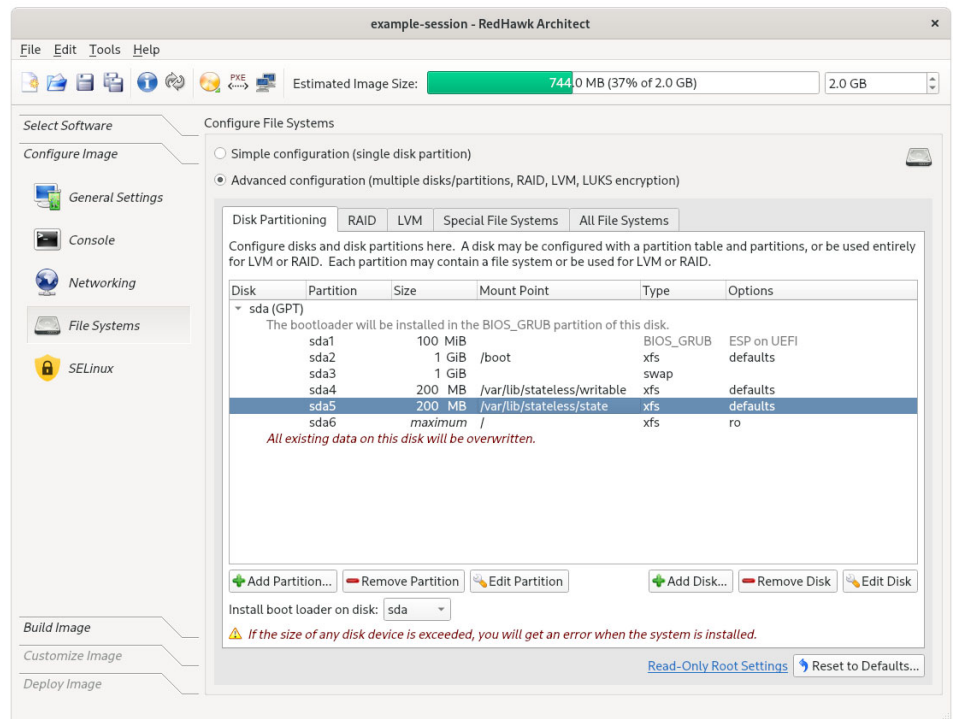 example-session - RedHawk Architect ×
File Edit Tools Help
PXE Estimated Image Size: 744.0 MB (37% of 2.0 GB) 2.0 GB
Select Software
Configure Image
General Settings
Console
Networking
File Systems
SELinux
Build Image
Customize Image
Deploy Image
Configure File Systems
Simple configuration (single disk partition)
Advanced configuration (multiple disks/partitions, RAID, LVM, LUKS encryption)
Disk Partitioning RAID LVM Special File Systems All File Systems
Configure disks and disk partitions here. A disk may be configured with a partition table and partitions, or be used entirely
for LVM or RAID. Each partition may contain a file system or be used for LVM or RAID.
Disk Partition Size Mount Point Type Options
sda (GPT)
The bootloader will be installed in the BIOS_GRUB partition of this disk.
sda1 100 MiB BIOS_GRUB ESP on UEFI
sda2 1 GiB /boot xfs defaults
sda3 1 GiB swap
sda4 200 MB /var/lib/stateless/writable xfs defaults
sda5 200 MB /var/lib/stateless/state xfs defaults
sda6 maximum / xfs ro
All existing data on this disk will be overwritten.
Add Partition... Remove Partition Edit Partition Add Disk... Remove Disk Edit Disk
Install boot loader on disk: sda
If the size of any disk device is exceeded, you will get an error when the system is installed.
Read-Only Root Settings Reset to Defaults...